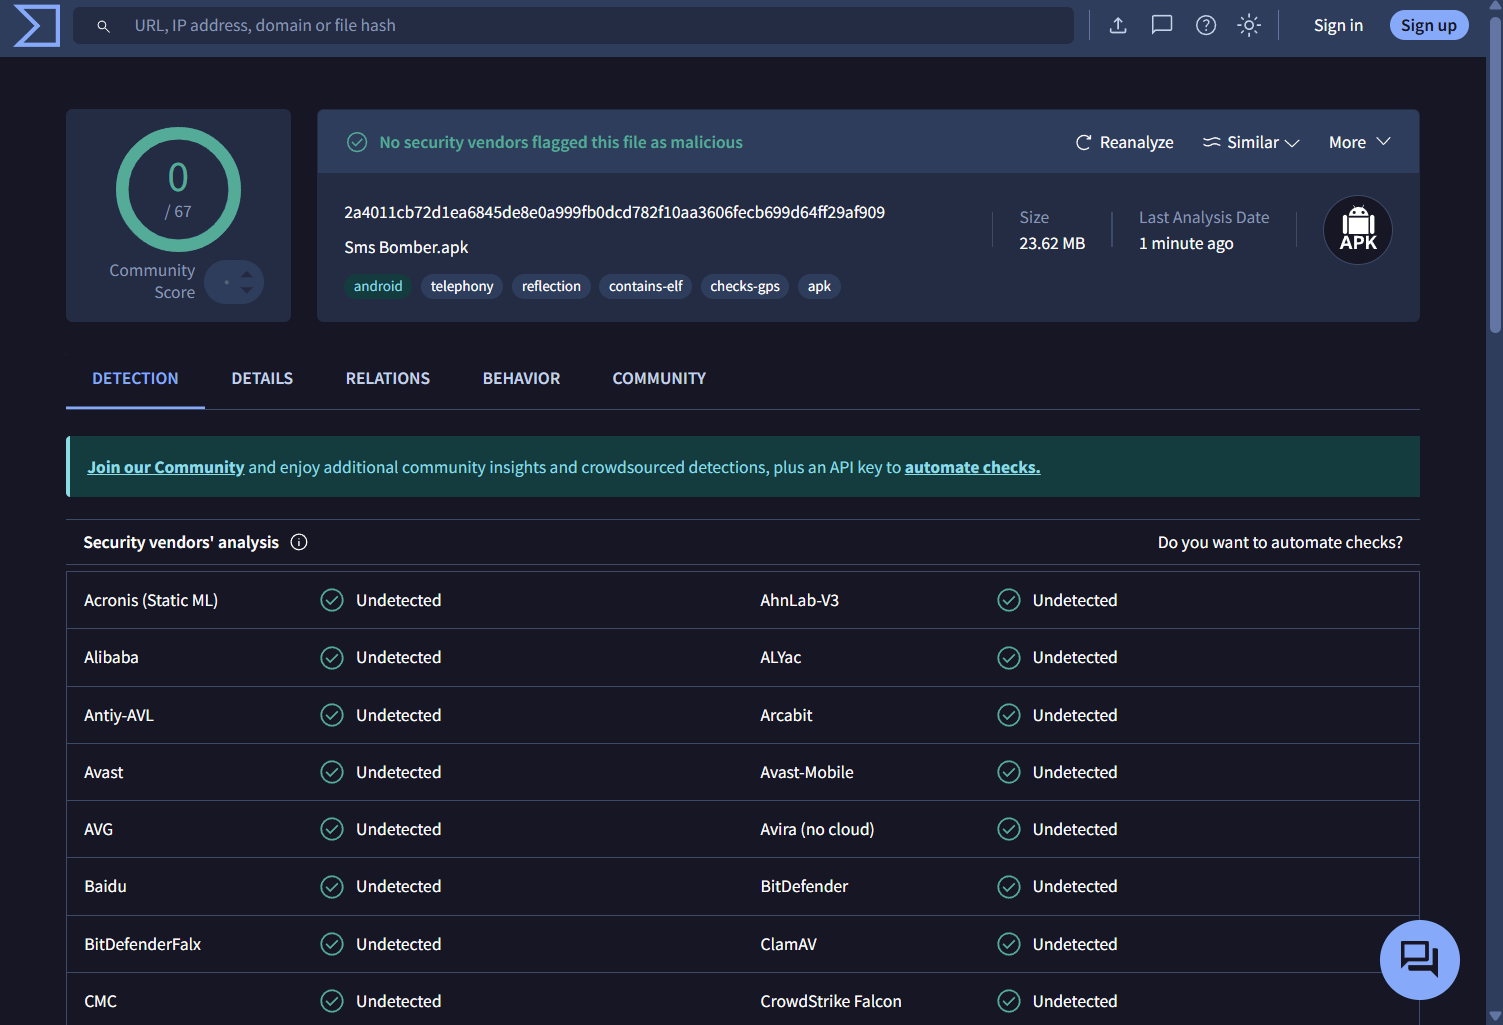 URL, IP address, domain or file hash
Sign in
Sign up
0
/ 67
Community
Score
No security vendors flagged this file as malicious
Reanalyze
Similar
More
2a4011cb72d1ea6845de8e0a999fb0dcd782f10aa3606fecb699d64ff29af909
Sms Bomber.apk
android
telephony
reflection
contains-elf
checks-gps
apk
Size
23.62 MB
Last Analysis Date
1 minute ago
APK
DETECTION
DETAILS
RELATIONS
BEHAVIOR
COMMUNITY
Join our Community and enjoy additional community insights and crowdsourced detections, plus an API key to automate checks.
Security vendors' analysis
Do you want to automate checks?
Acronis (Static ML) Undetected AhnLab-V3 Undetected
Alibaba Undetected ALYac Undetected
Antiy-AVL Undetected Arcabit Undetected
Avast Undetected Avast-Mobile Undetected
AVG Undetected Avira (no cloud) Undetected
Baidu Undetected BitDefender Undetected
BitDefenderFalx Undetected ClamAV Undetected
CMC Undetected CrowdStrike Falcon Undetected